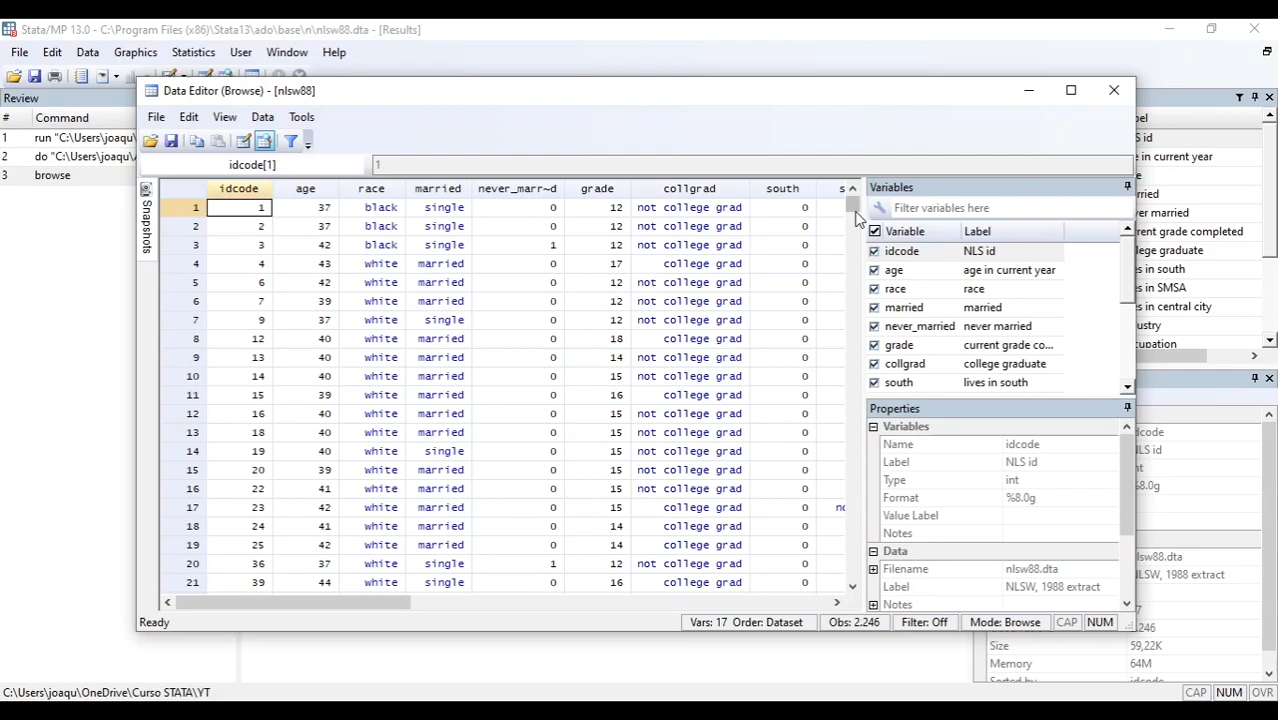 Stata/MP 13.0 - C:\Program Files (x86)\Stata13\ado\base\n\nlsw88.dta - [Results]
File Edit Data Graphics Statistics User Window Help
Review
# Command
1 run "C:\Users\joaqu\
2 do "C:\Users\joaqu\
3 browse
Data Editor (Browse) - [nlsw88]
File Edit View Data Tools
idcode[1] 1
Snapshots
idcode age race married never_marr~d grade collgrad south s
1 1 37 black single 0 12 not college grad 0
2 2 37 black single 0 12 not college grad 0
3 3 42 black single 1 12 not college grad 0
4 4 43 white married 0 17 college grad 0
5 6 42 white married 0 12 not college grad 0
6 7 39 white married 0 12 not college grad 0
7 9 37 white single 0 12 not college grad 0
8 12 40 white married 0 18 college grad 0
9 13 40 white married 0 14 not college grad 0
10 14 40 white married 0 15 not college grad 0
11 15 39 white married 0 16 college grad 0
12 16 40 white married 0 15 not college grad 0
13 18 40 white married 0 15 not college grad 0
14 19 40 white single 0 15 not college grad 0
15 20 39 white married 0 15 not college grad 0
16 22 41 white married 0 15 not college grad 0
17 23 42 white married 0 15 college grad 0 no
18 24 41 white married 0 14 college grad 0
19 25 42 white married 0 14 college grad 0
20 36 37 white single 1 12 not college grad 0
21 39 44 white single 0 16 college grad 0
Variables
Filter variables here
Variable Label
idcode NLS id
age age in current year
race race
married married
never_married never married
grade current grade co...
collgrad college graduate
south lives in south
Properties
Variables
Name idcode
Label NLS id
Type int
Format %8.0g
Value Label
Notes
Data
Filename nlsw88.dta
Label NLSW, 1988 extract
Notes
Ready Vars: 17 Order: Dataset Obs: 2.246 Filter: Off Mode: Browse CAP NUM
el
S id
e in current year
e
rried
ver married
rrent grade completed
llege graduate
es in south
es in SMSA
es in central city
dustry
cupation
dcode
NLS id
nt
%8.0g
lsw88.dta
NLSW, 1988 extract
7
2.246
Size 59,22K
Memory 64M
Sorted by idcode
C:\Users\joaqu\OneDrive\Curso STATA\YT CAP NUM OVR